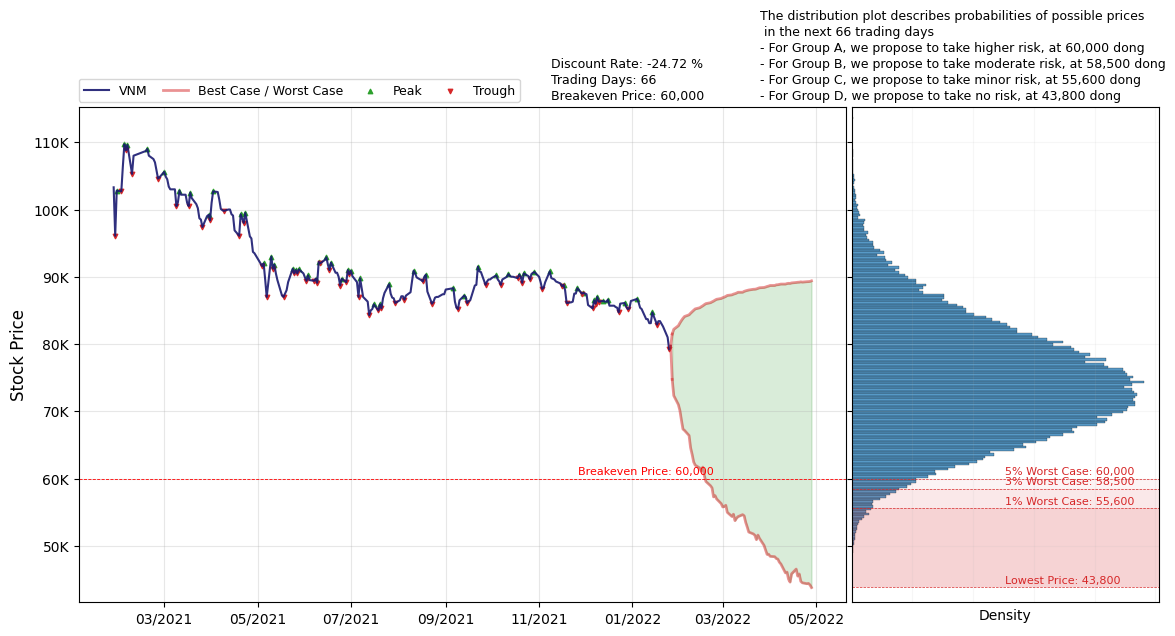 The distribution plot describes probabilities of possible prices
in the next 66 trading days
- For Group A, we propose to take higher risk, at 60,000 dong
- For Group B, we propose to take moderate risk, at 58,500 dong
- For Group C, we propose to take minor risk, at 55,600 dong
- For Group D, we propose to take no risk, at 43,800 dong
Discount Rate: -24.72 %
Trading Days: 66
Breakeven Price: 60,000
VNM
Best Case / Worst Case
Peak
Trough
Stock Price
110K
100K
90K
80K
70K
60K
50K
Breakeven Price: 60,000
5% Worst Case: 60,000
3% Worst Case: 58,500
1% Worst Case: 55,600
Lowest Price: 43,800
03/2021
05/2021
07/2021
09/2021
11/2021
01/2022
03/2022
05/2022
Density